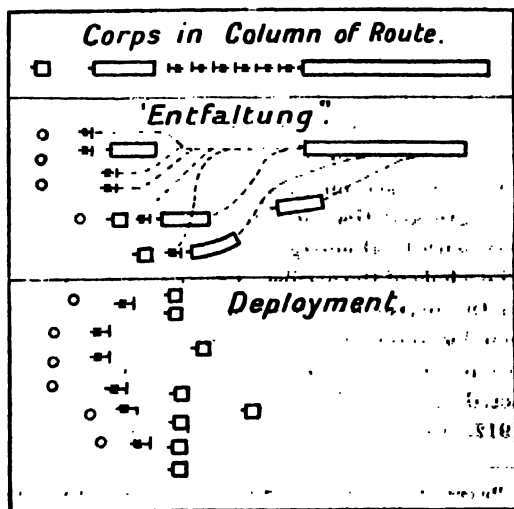 Corps in Column of Route.
'Entfaltung".
Deployment.